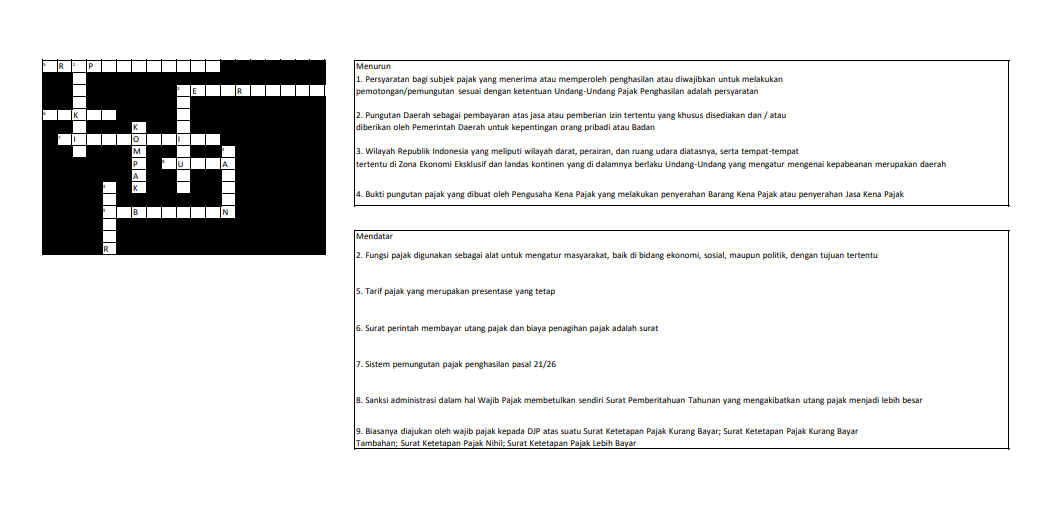 5 R 1 P
2 E R
6 K
K
7 I O I
M 3
P 8 U A
A
4 K
9 B N
R
Menurun
1. Persyaratan bagi subjek pajak yang menerima atau memperoleh penghasilan atau diwajibkan untuk melakukan
pemotongan/pemungutan sesuai dengan ketentuan Undang-Undang Pajak Penghasilan adalah persyaratan
2. Pungutan Daerah sebagai pembayaran atas jasa atau pemberian izin tertentu yang khusus disediakan dan / atau
diberikan oleh Pemerintah Daerah untuk kepentingan orang pribadi atau Badan
3. Wilayah Republik Indonesia yang meliputi wilayah darat, perairan, dan ruang udara diatasnya, serta tempat-tempat
tertentu di Zona Ekonomi Eksklusif dan landas kontinen yang di dalamnya berlaku Undang-Undang yang mengatur mengenai kepabeanan merupakan daerah
4. Bukti pungutan pajak yang dibuat oleh Pengusaha Kena Pajak yang melakukan penyerahan Barang Kena Pajak atau penyerahan Jasa Kena Pajak
Mendatar
2. Fungsi pajak digunakan sebagai alat untuk mengatur masyarakat, baik di bidang ekonomi, sosial, maupun politik, dengan tujuan tertentu
5. Tarif pajak yang merupakan presentase yang tetap
6. Surat perintah membayar utang pajak dan biaya penagihan pajak adalah surat
7. Sistem pemungutan pajak penghasilan pasal 21/26
8. Sanksi administrasi dalam hal Wajib Pajak membetulkan sendiri Surat Pemberitahuan Tahunan yang mengakibatkan utang pajak menjadi lebih besar
9. Biasanya diajukan oleh wajib pajak kepada DJP atas suatu Surat Ketetapan Pajak Kurang Bayar; Surat Ketetapan Pajak Kurang Bayar
Tambahan; Surat Ketetapan Pajak Nihil; Surat Ketetapan Pajak Lebih Bayar